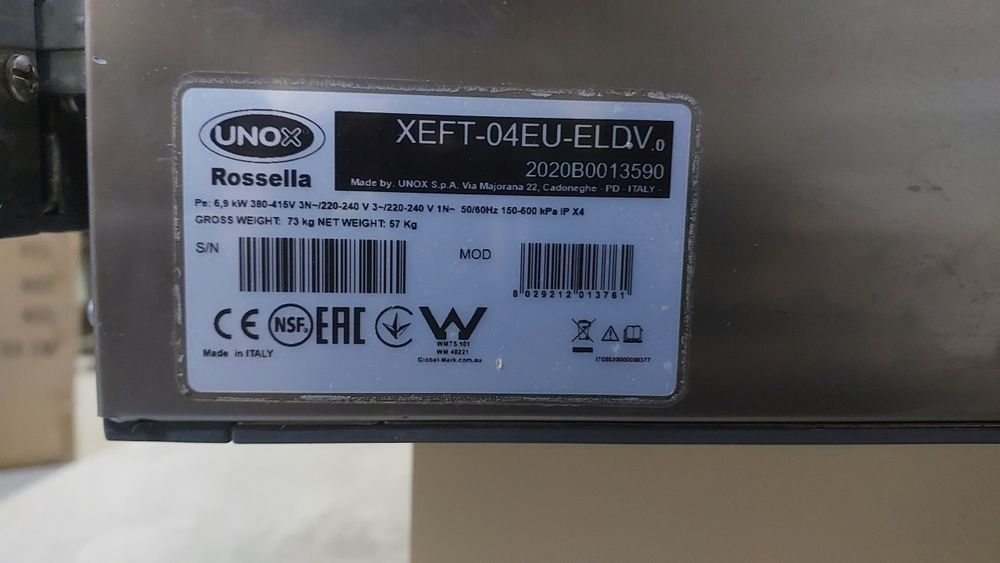 UNOX
Rossella
XEFT-04EU-ELDV.0
2020B0013590
Made by. UNOX S.p.A. Via Majorana 22, Cadoneghe - PD - ITALY -
Pe: 6,9 kW 380-415V 3N~/220-240 V 3~/220-240 V 1N~ 50/60Hz 150-600 kPa IP X4
GROSS WEIGHT: 73 kg NET WEIGHT: 57 Kg
S/N
MOD
8 029212 013761
CE NSF EAC W
WMTS 101
WM 40221
Global-Mark.com.au
Made in ITALY